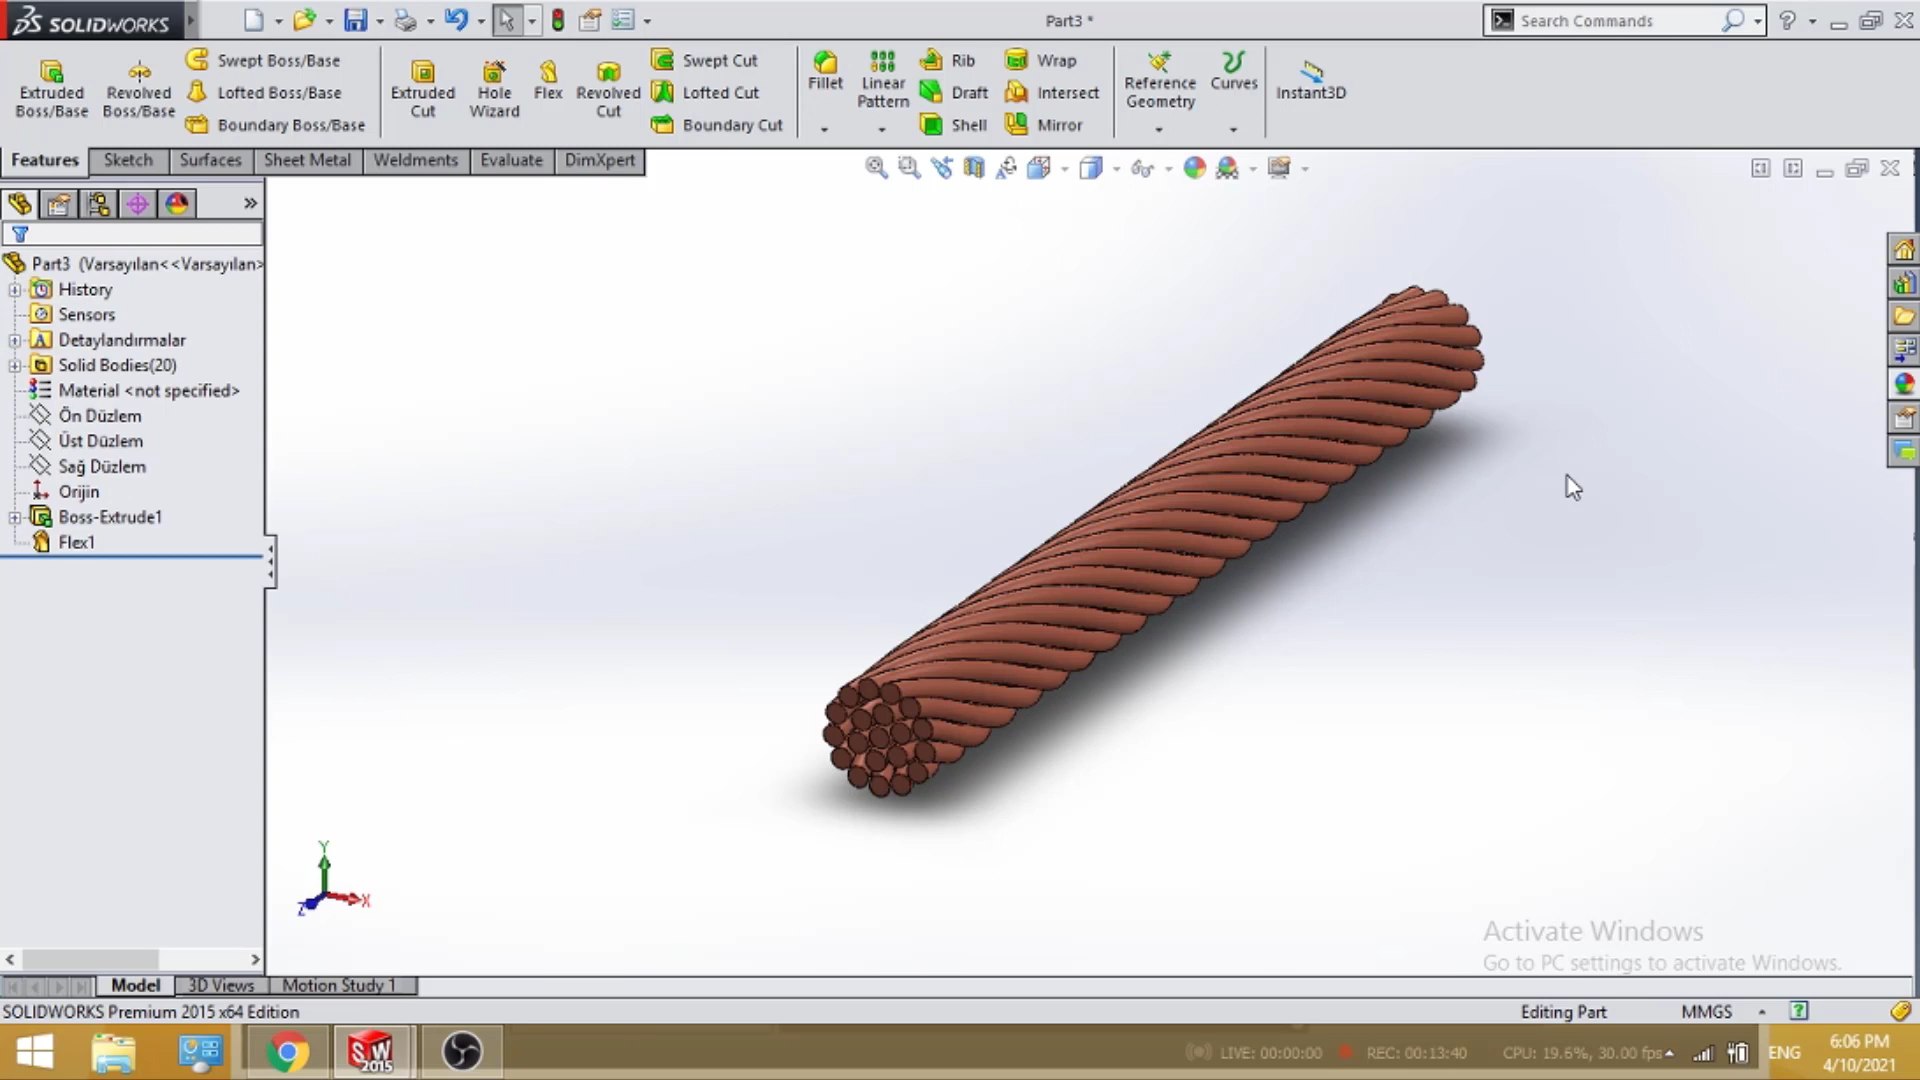 SOLIDWORKS
Part3 *
Search Commands
Extruded Boss/Base
Revolved Boss/Base
Swept Boss/Base
Lofted Boss/Base
Boundary Boss/Base
Extruded Cut
Hole Wizard
Flex
Revolved Cut
Swept Cut
Lofted Cut
Boundary Cut
Fillet
Linear Pattern
Rib
Draft
Shell
Wrap
Intersect
Mirror
Reference Geometry
Curves
Instant3D
Features
Sketch
Surfaces
Sheet Metal
Weldments
Evaluate
DimXpert
Part3 (Varsayılan<<Varsayılan>
History
Sensors
Detaylandırmalar
Solid Bodies(20)
Material <not specified>
Ön Düzlem
Üst Düzlem
Sağ Düzlem
Orijin
Boss-Extrude1
Flex1
Y
X
Z
Activate Windows
Go to PC settings to activate Windows.
Model
3D Views
Motion Study 1
SOLIDWORKS Premium 2015 x64 Edition
Editing Part
MMGS
SW
2015
LIVE: 00:00:00
REC: 00:13:40
CPU: 19.6%, 30.00 fps
ENG
6:06 PM
4/10/2021